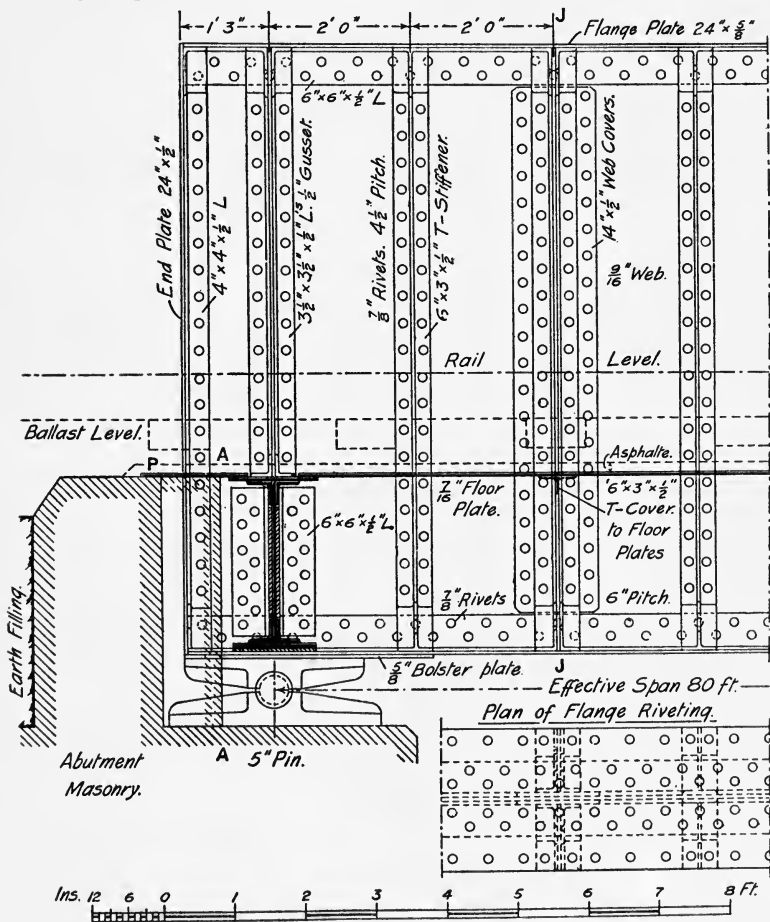 1' 3"
2' 0"
2' 0"
J
Flange Plate 24" × 5/8"
6" × 6" × 1/2" L
End Plate 24" × 1/2"
4" × 4" × 1/2" L
3 1/2" × 3 1/2" × 1/2" L.s 1/2" Gusset.
7/8" Rivets. 4 1/2" Pitch.
6" × 3" × 1/2" T-Stiffener.
14" × 1/2" Web Covers.
9/16" Web.
Rail Level.
Ballast Level.
P
A
Asphalte.
7/16" Floor
Plate.
6" × 3" × 1/2"
T-Cover
to Floor
Plates
6" × 6" × 1/2" L
7/8" Rivets
6" Pitch.
Earth Filling.
5/8" Bolster plate.
J
Effective Span 80 ft.
Plan of Flange Riveting.
Abutment
Masonry.
A
5" Pin.
Ins. 12 6 0 1 2 3 4 5 6 7 8 Ft.